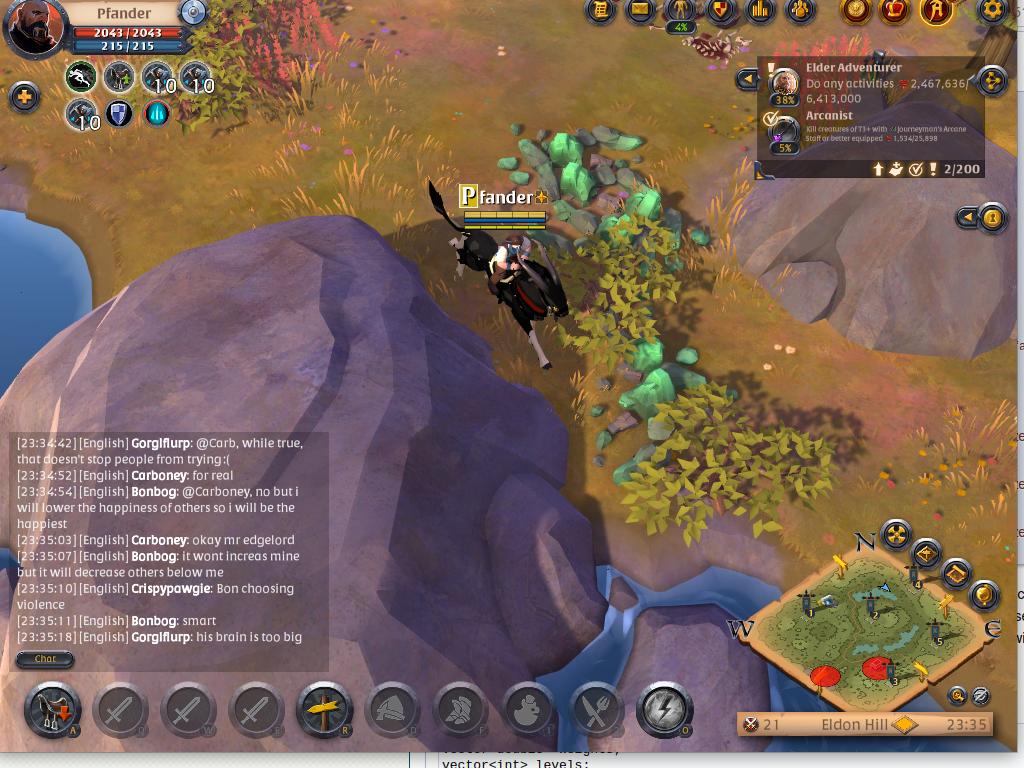 Pfander
2043/2043
215/215
4%
10
10
10
Elder Adventurer
Do any activities 2,467,636/
6,413,000
38%
Arcanist
Kill creatures of T3+ with Journeyman's Arcane
Staff or better equipped 1,534/25,898
5%
2/200
Pfander
[23:34:42] [English] Gorglflurp: @Carb, while true,
that doesn't stop people from trying :(
[23:34:52] [English] Carboney: for real
[23:34:54] [English] Bonbog: @Carboney, no but i
will lower the happiness of others so i will be the
happiest
[23:35:03] [English] Carboney: okay mr edgelord
[23:35:07] [English] Bonbog: it wont increas mine
but it will decrease others below me
[23:35:10] [English] Crispypawgie: Bon choosing
violence
[23:35:11] [English] Bonbog: smart
[23:35:18] [English] Gorglflurp: his brain is too big
Chat
N
W
E
1
2
3
4
5
A
Q
W
E
R
D
F
1
2
O
21
Eldon Hill
23:35
vector<int> levels;